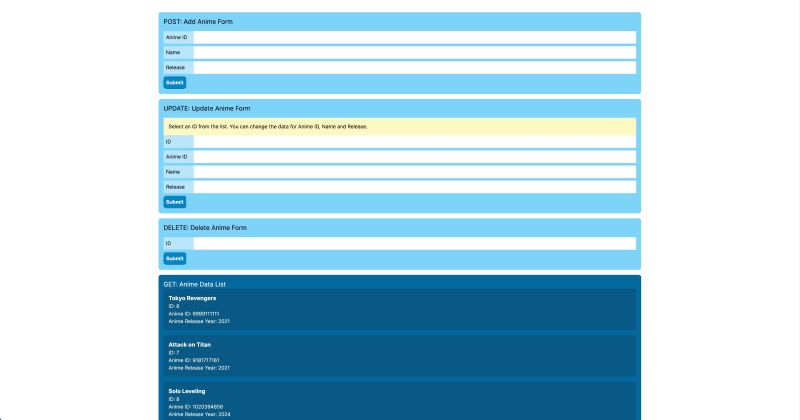 POST: Add Anime Form
Anime ID
Name
Release
Submit
UPDATE: Update Anime Form
Select an ID from the list. You can change the data for Anime ID, Name and Release.
ID
Anime ID
Name
Release
Submit
DELETE: Delete Anime Form
ID
Submit
GET: Anime Data List
Tokyo Revengers
ID: 6
Anime ID: 9999111111
Anime Release Year: 2021
Attack on Titan
ID: 7
Anime ID: 9181717161
Anime Release Year: 2021
Solo Leveling
ID: 8
Anime ID: 1020394856
Anime Release Year: 2024